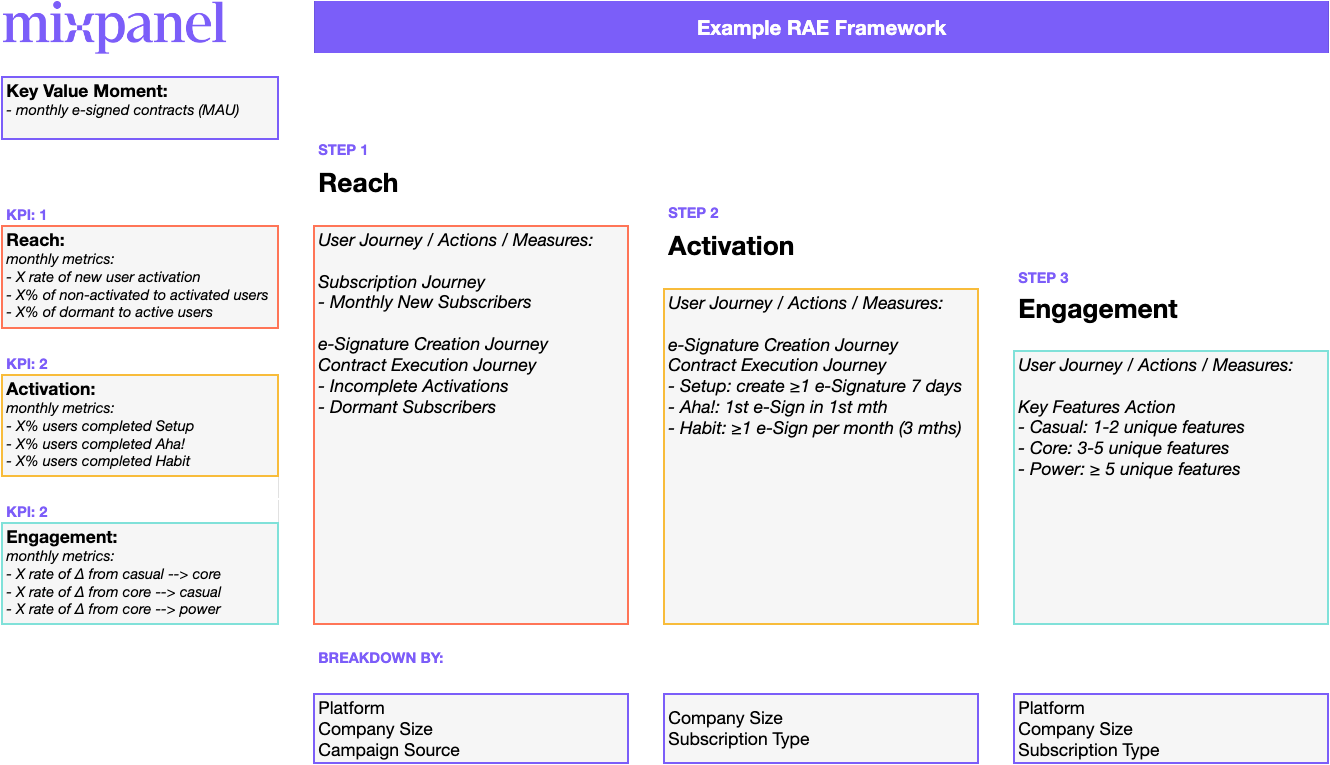 mixpanel
Example RAE Framework
Key Value Moment:
- monthly e-signed contracts (MAU)
KPI: 1
Reach:
monthly metrics:
- X rate of new user activation
- X% of non-activated to activated users
- X% of dormant to active users
KPI: 2
Activation:
monthly metrics:
- X% users completed Setup
- X% users completed Aha!
- X% users completed Habit
KPI: 2
Engagement:
monthly metrics:
- X rate of Δ from casual --> core
- X rate of Δ from core --> casual
- X rate of Δ from core --> power
STEP 1
Reach
User Journey / Actions / Measures:
Subscription Journey
- Monthly New Subscribers
e-Signature Creation Journey
Contract Execution Journey
- Incomplete Activations
- Dormant Subscribers
STEP 2
Activation
User Journey / Actions / Measures:
e-Signature Creation Journey
Contract Execution Journey
- Setup: create ≥1 e-Signature 7 days
- Aha!: 1st e-Sign in 1st mth
- Habit: ≥1 e-Sign per month (3 mths)
STEP 3
Engagement
User Journey / Actions / Measures:
Key Features Action
- Casual: 1-2 unique features
- Core: 3-5 unique features
- Power: ≥ 5 unique features
BREAKDOWN BY:
Platform
Company Size
Campaign Source
Company Size
Subscription Type
Platform
Company Size
Subscription Type